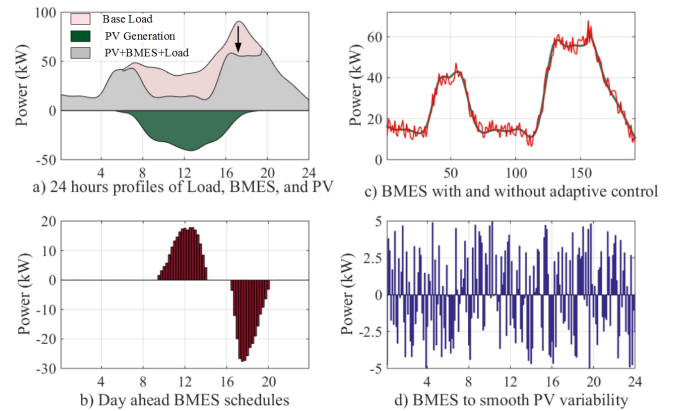 100
50
0
-50
Power (kW)
Base Load
PV Generation
PV+BMES+Load
4 8 12 16 20 24
a) 24 hours profiles of Load, BMES, and PV
60
40
20
0
Power (kW)
50 100 150
c) BMES with and without adaptive control
20
10
0
-10
-20
-30
Power (kW)
4 8 12 16 20
b) Day ahead BMES schedules
5
2.5
0
-2.5
-5
Power (kW)
4 8 12 16 20 24
d) BMES to smooth PV variability